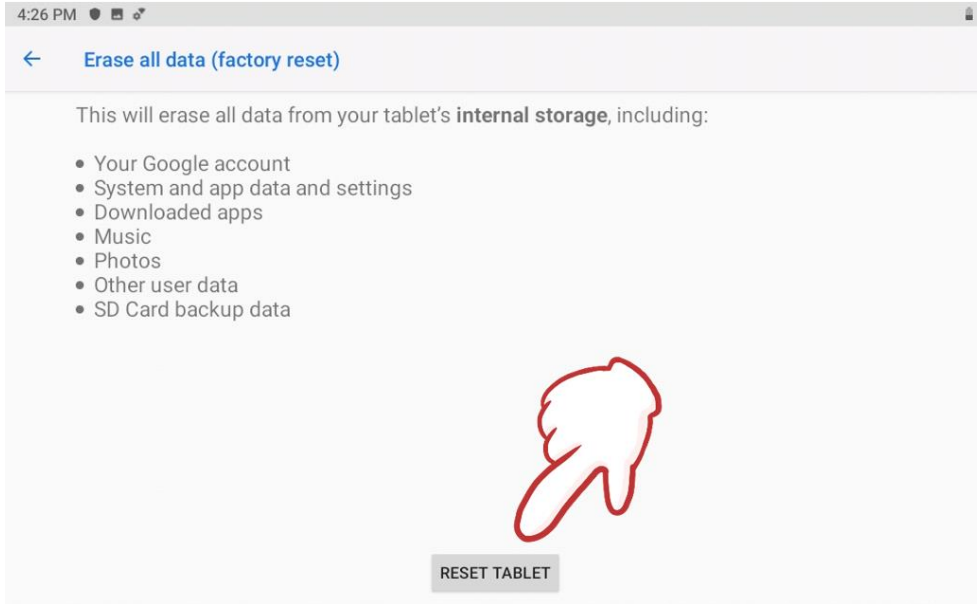 4:26 PM
Erase all data (factory reset)
This will erase all data from your tablet’s internal storage, including:
• Your Google account
• System and app data and settings
• Downloaded apps
• Music
• Photos
• Other user data
• SD Card backup data
RESET TABLET